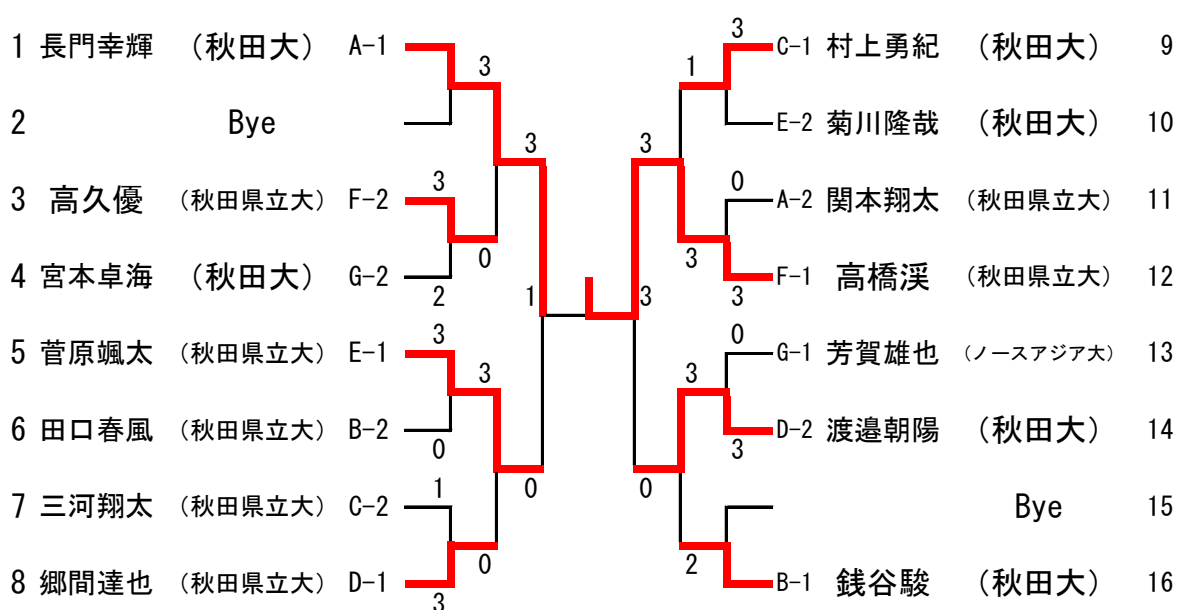 1 長門幸輝 (秋田大) A-1
2 Bye
3 高久優 (秋田県立大) F-2
4 宮本卓海 (秋田大) G-2
5 菅原颯太 (秋田県立大) E-1
6 田口春風 (秋田県立大) B-2
7 三河翔太 (秋田県立大) C-2
8 郷間達也 (秋田県立大) D-1
3
3
2
3
0
1
3
3
0
3
0
3
0
1
3
3
0
1
3
3
2
3
0
3
0
3
C-1 村上勇紀 (秋田大) 9
E-2 菊川隆哉 (秋田大) 10
A-2 関本翔太 (秋田県立大) 11
F-1 高橋渓 (秋田県立大) 12
G-1 芳賀雄也 (ノースアジア大) 13
D-2 渡邉朝陽 (秋田大) 14
Bye 15
B-1 銭谷駿 (秋田大) 16